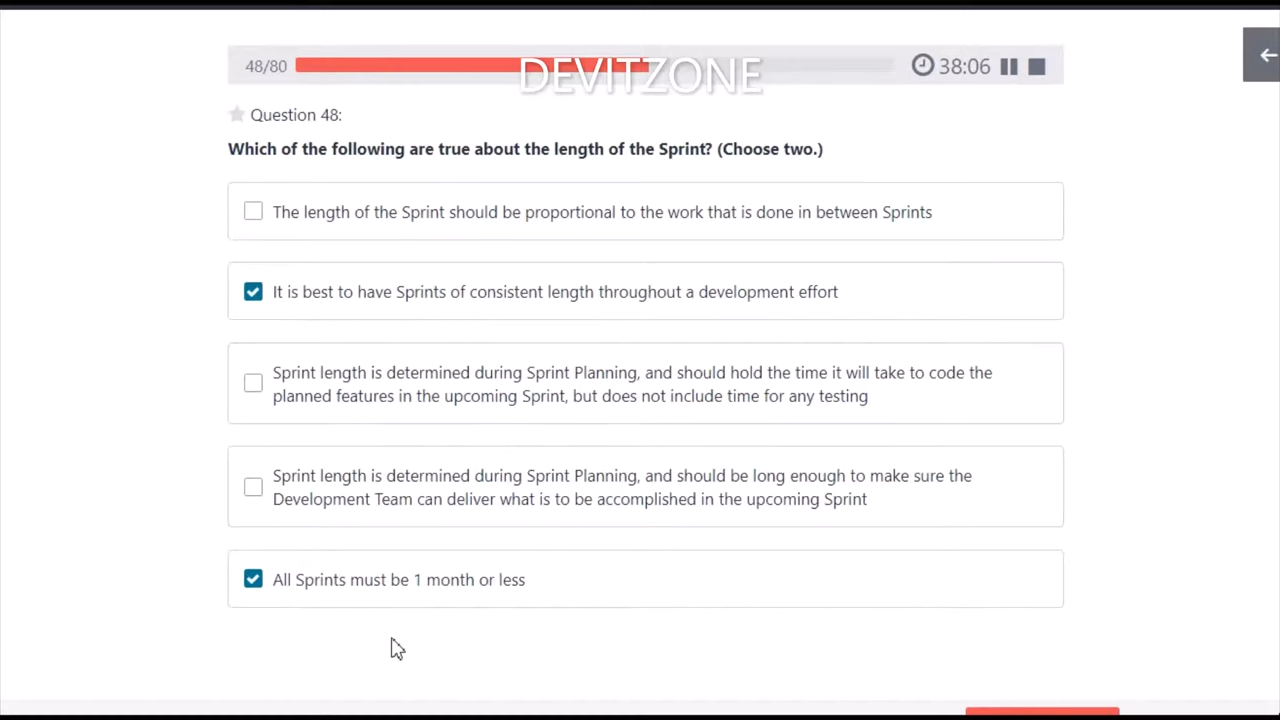 48/80
DEVITZONE
38:06
Question 48:
Which of the following are true about the length of the Sprint? (Choose two.)
The length of the Sprint should be proportional to the work that is done in between Sprints
It is best to have Sprints of consistent length throughout a development effort
Sprint length is determined during Sprint Planning, and should hold the time it will take to code the
planned features in the upcoming Sprint, but does not include time for any testing
Sprint length is determined during Sprint Planning, and should be long enough to make sure the
Development Team can deliver what is to be accomplished in the upcoming Sprint
All Sprints must be 1 month or less